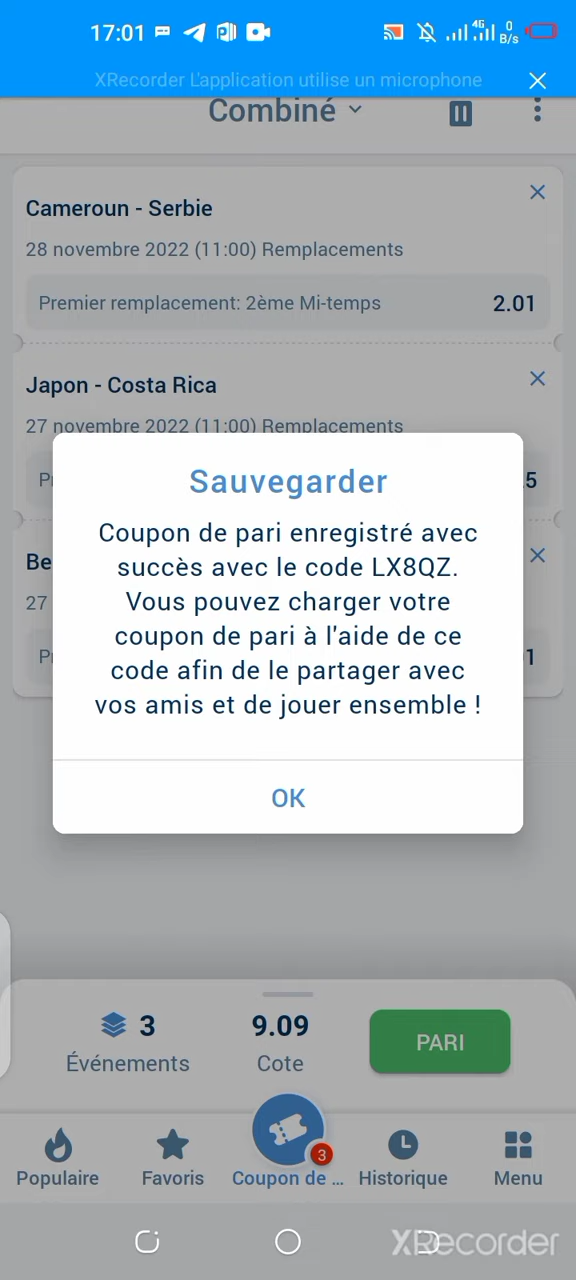 17:01
4G
0
B/s
XRecorder L'application utilise un microphone
Combiné
Cameroun - Serbie
28 novembre 2022 (11:00) Remplacements
Premier remplacement: 2ème Mi-temps 2.01
Japon - Costa Rica
27 novembre 2022 (11:00) Remplacements
Sauvegarder
Coupon de pari enregistré avec
succès avec le code LX8QZ.
Vous pouvez charger votre
coupon de pari à l'aide de ce
code afin de le partager avec
vos amis et de jouer ensemble !
OK
27
3
Événements
9.09
Cote
PARI
3
Populaire
Favoris
Coupon de ...
Historique
Menu
XRecorder